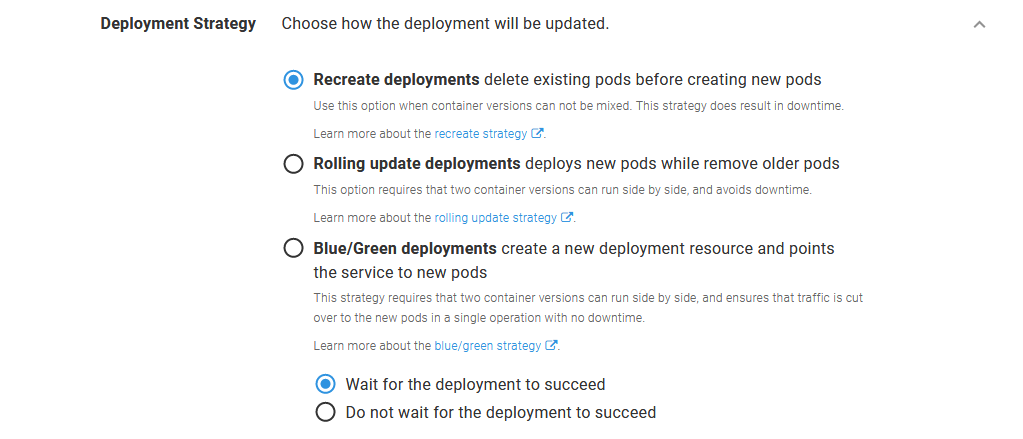 Deployment Strategy Choose how the deployment will be updated.
Recreate deployments delete existing pods before creating new pods
Use this option when container versions can not be mixed. This strategy does result in downtime.
Learn more about the recreate strategy.
Rolling update deployments deploys new pods while remove older pods
This option requires that two container versions can run side by side, and avoids downtime.
Learn more about the rolling update strategy.
Blue/Green deployments create a new deployment resource and points
the service to new pods
This strategy requires that two container versions can run side by side, and ensures that traffic is cut
over to the new pods in a single operation with no downtime.
Learn more about the blue/green strategy.
Wait for the deployment to succeed
Do not wait for the deployment to succeed